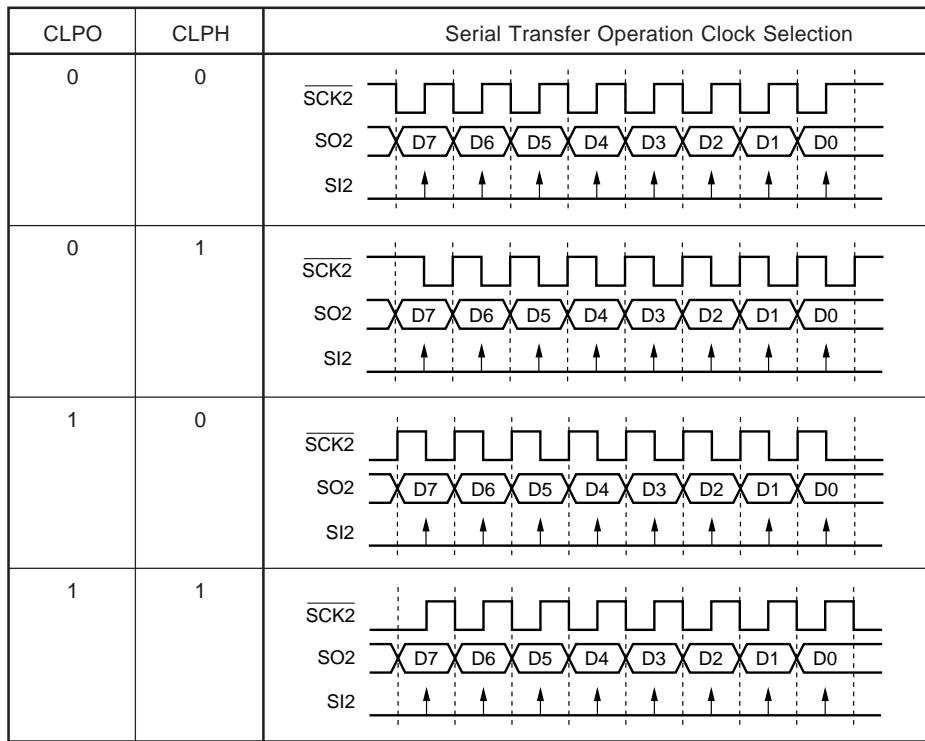 CLPO CLPH Serial Transfer Operation Clock Selection
0 0
SCK2
SO2 D7 D6 D5 D4 D3 D2 D1 D0
SI2
0 1
SCK2
SO2 D7 D6 D5 D4 D3 D2 D1 D0
SI2
1 0
SCK2
SO2 D7 D6 D5 D4 D3 D2 D1 D0
SI2
1 1
SCK2
SO2 D7 D6 D5 D4 D3 D2 D1 D0
SI2